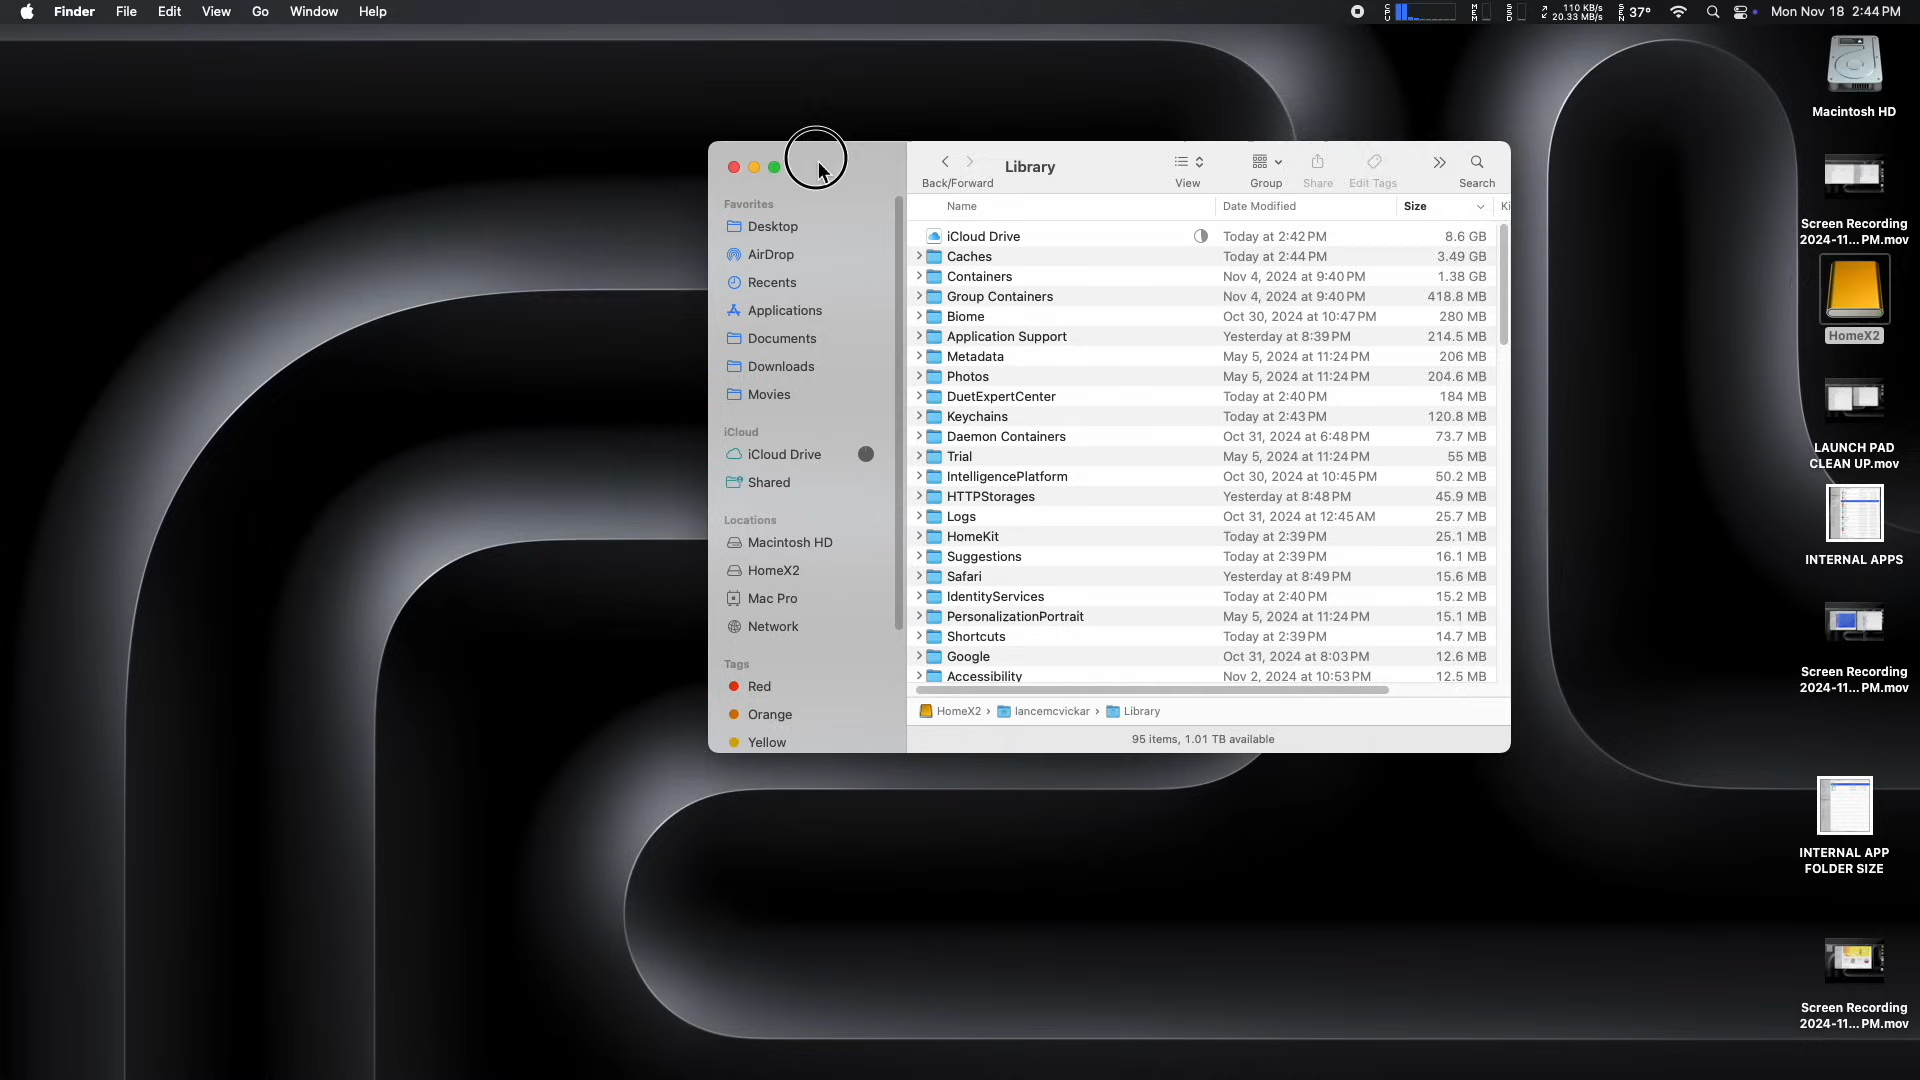 Finder File Edit View Go Window Help
CPU MEM SSD 110 KB/s 20.33 MB/s SEN 37° Mon Nov 18 2:44 PM
Macintosh HD
Screen Recording
2024-11...PM.mov
HomeX2
LAUNCH PAD
CLEAN UP.mov
INTERNAL APPS
Screen Recording
2024-11...PM.mov
INTERNAL APP
FOLDER SIZE
Screen Recording
2024-11...PM.mov
Favorites
Desktop
AirDrop
Recents
Applications
Documents
Downloads
Movies
iCloud
iCloud Drive
Shared
Locations
Macintosh HD
HomeX2
Mac Pro
Network
Tags
Red
Orange
Yellow
Library
Back/Forward View Group Share Edit Tags Search
Name Date Modified Size Ki
iCloud Drive Today at 2:42 PM 8.6 GB
Caches Today at 2:44 PM 3.49 GB
Containers Nov 4, 2024 at 9:40 PM 1.38 GB
Group Containers Nov 4, 2024 at 9:40 PM 418.8 MB
Biome Oct 30, 2024 at 10:47 PM 280 MB
Application Support Yesterday at 8:39 PM 214.5 MB
Metadata May 5, 2024 at 11:24 PM 206 MB
Photos May 5, 2024 at 11:24 PM 204.6 MB
DuetExpertCenter Today at 2:40 PM 184 MB
Keychains Today at 2:43 PM 120.8 MB
Daemon Containers Oct 31, 2024 at 6:48 PM 73.7 MB
Trial May 5, 2024 at 11:24 PM 55 MB
IntelligencePlatform Oct 30, 2024 at 10:45 PM 50.2 MB
HTTPStorages Yesterday at 8:48 PM 45.9 MB
Logs Oct 31, 2024 at 12:45 AM 25.7 MB
HomeKit Today at 2:39 PM 25.1 MB
Suggestions Today at 2:39 PM 16.1 MB
Safari Yesterday at 8:49 PM 15.6 MB
IdentityServices Today at 2:40 PM 15.2 MB
PersonalizationPortrait May 5, 2024 at 11:24 PM 15.1 MB
Shortcuts Today at 2:39 PM 14.7 MB
Google Oct 31, 2024 at 8:03 PM 12.6 MB
Accessibility Nov 2, 2024 at 10:53 PM 12.5 MB
HomeX2 › lancemcvickar › Library
95 items, 1.01 TB available